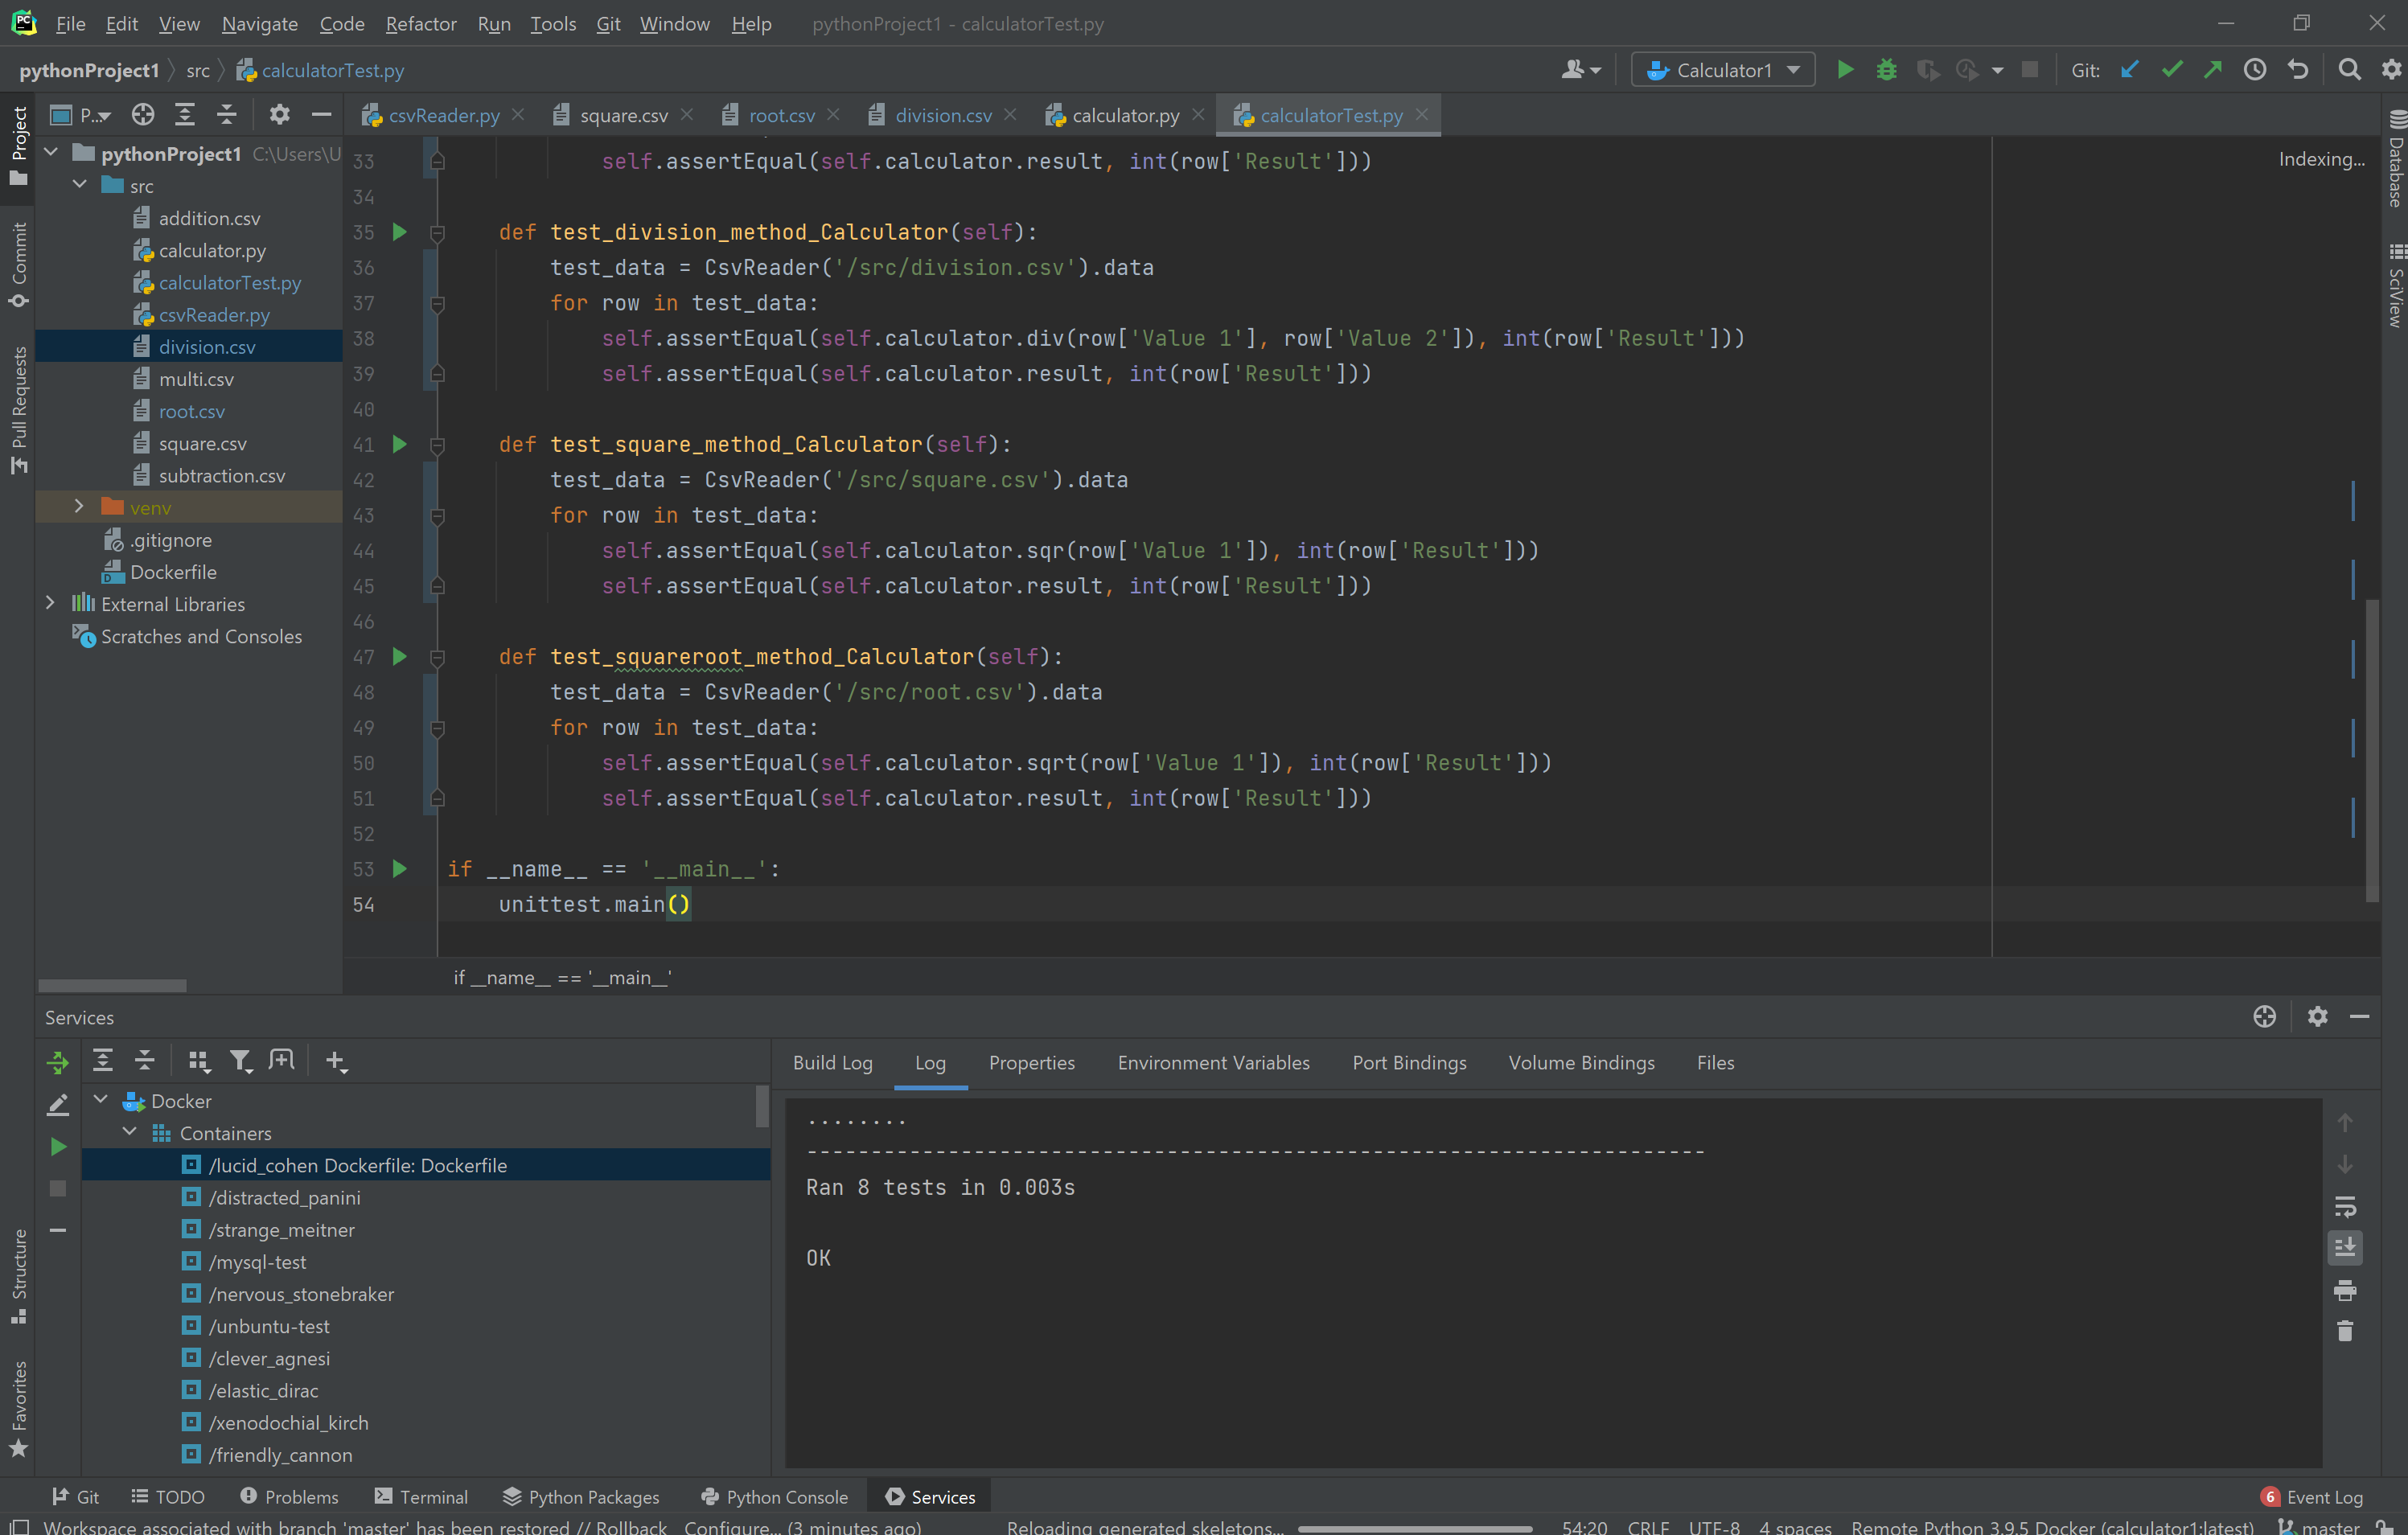 PC File Edit View Navigate Code Refactor Run Tools Git Window Help pythonProject1 - calculatorTest.py
pythonProject1 src calculatorTest.py Calculator1 Git:
P... csvReader.py square.csv root.csv division.csv calculator.py calculatorTest.py
Project
Commit
Pull Requests
Structure
Favorites
pythonProject1 C:\Users\U
src
addition.csv
calculator.py
calculatorTest.py
csvReader.py
division.csv
multi.csv
root.csv
square.csv
subtraction.csv
venv
.gitignore
Dockerfile
External Libraries
Scratches and Consoles
Indexing...
Database
SciView
33 self.assertEqual(self.calculator.result, int(row['Result']))
34
35 def test_division_method_Calculator(self):
36 test_data = CsvReader('/src/division.csv').data
37 for row in test_data:
38 self.assertEqual(self.calculator.div(row['Value 1'], row['Value 2']), int(row['Result']))
39 self.assertEqual(self.calculator.result, int(row['Result']))
40
41 def test_square_method_Calculator(self):
42 test_data = CsvReader('/src/square.csv').data
43 for row in test_data:
44 self.assertEqual(self.calculator.sqr(row['Value 1']), int(row['Result']))
45 self.assertEqual(self.calculator.result, int(row['Result']))
46
47 def test_squareroot_method_Calculator(self):
48 test_data = CsvReader('/src/root.csv').data
49 for row in test_data:
50 self.assertEqual(self.calculator.sqrt(row['Value 1']), int(row['Result']))
51 self.assertEqual(self.calculator.result, int(row['Result']))
52
53 if __name__ == '__main__':
54 unittest.main()
if __name__ == '__main__'
Services
Docker
Containers
/lucid_cohen Dockerfile: Dockerfile
/distracted_panini
/strange_meitner
/mysql-test
/nervous_stonebraker
/unbuntu-test
/clever_agnesi
/elastic_dirac
/xenodochial_kirch
/friendly_cannon
Build Log Log Properties Environment Variables Port Bindings Volume Bindings Files
........
----------------------------------------------------------------------
Ran 8 tests in 0.003s
OK
Git TODO Problems Terminal Python Packages Python Console Services 6 Event Log
Workspace associated with branch 'master' has been restored // Rollback Configure... (3 minutes ago) Reloading generated skeletons... 54:20 CRLF UTF-8 4 spaces Remote Python 3.9.5 Docker (calculator1:latest) master